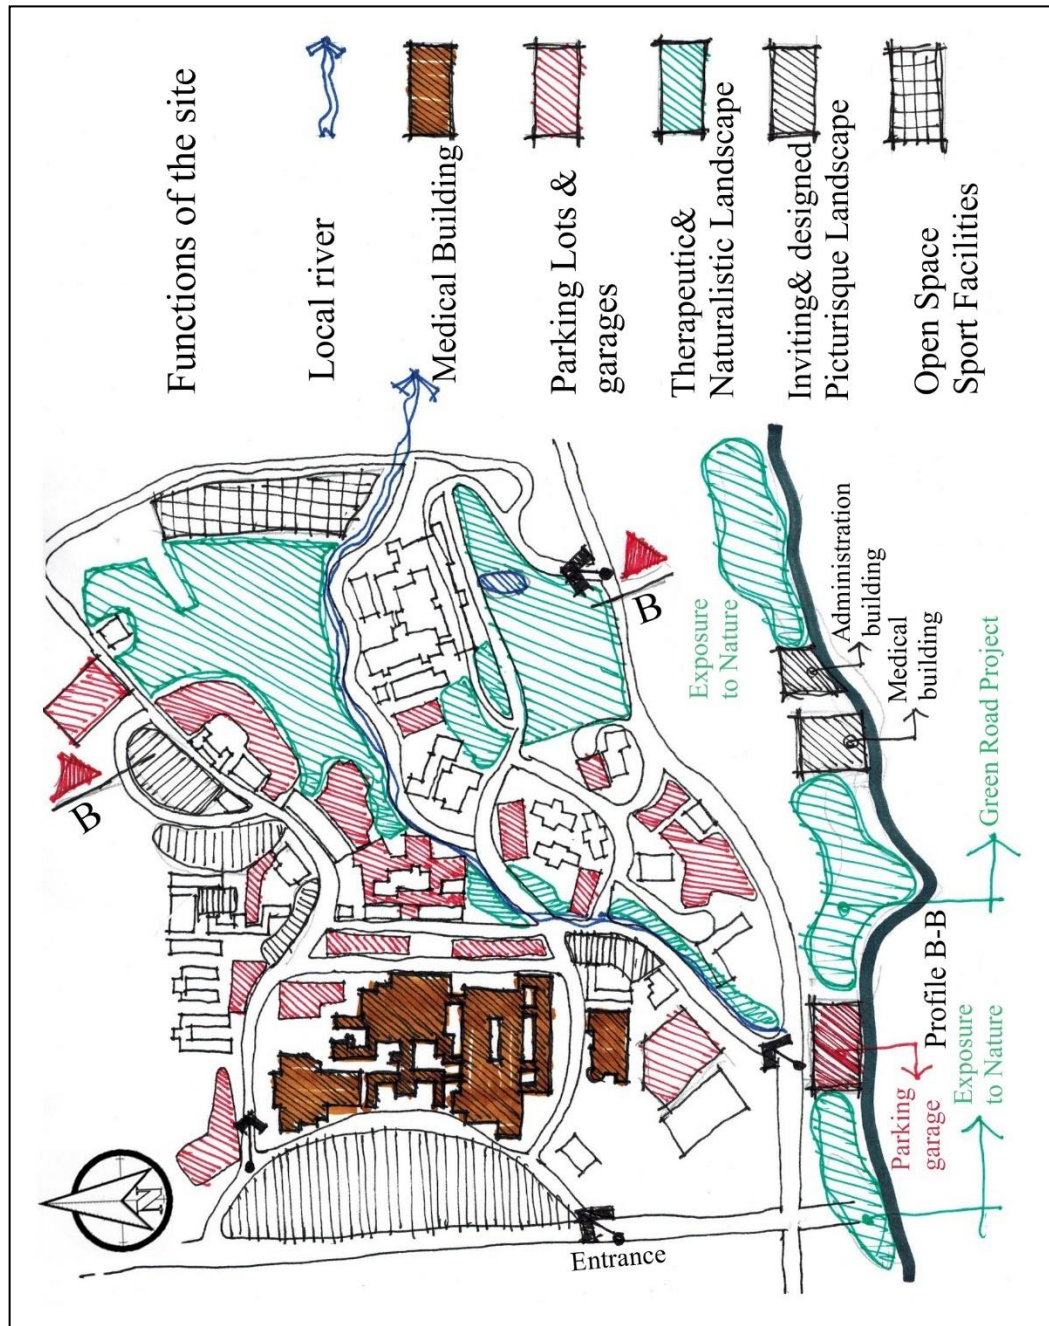 Functions of the site
Local river
Medical Building
Parking Lots &
garages
Therapeutic&
Naturalistic Landscape
Inviting& designed
Picturisque Landscape
Open Space
Sport Facilities
N
B
B
Entrance
Exposure
to Nature
Administration
building
Medical
building
Green Road Project
Profile B-B
Parking
garage
Exposure
to Nature